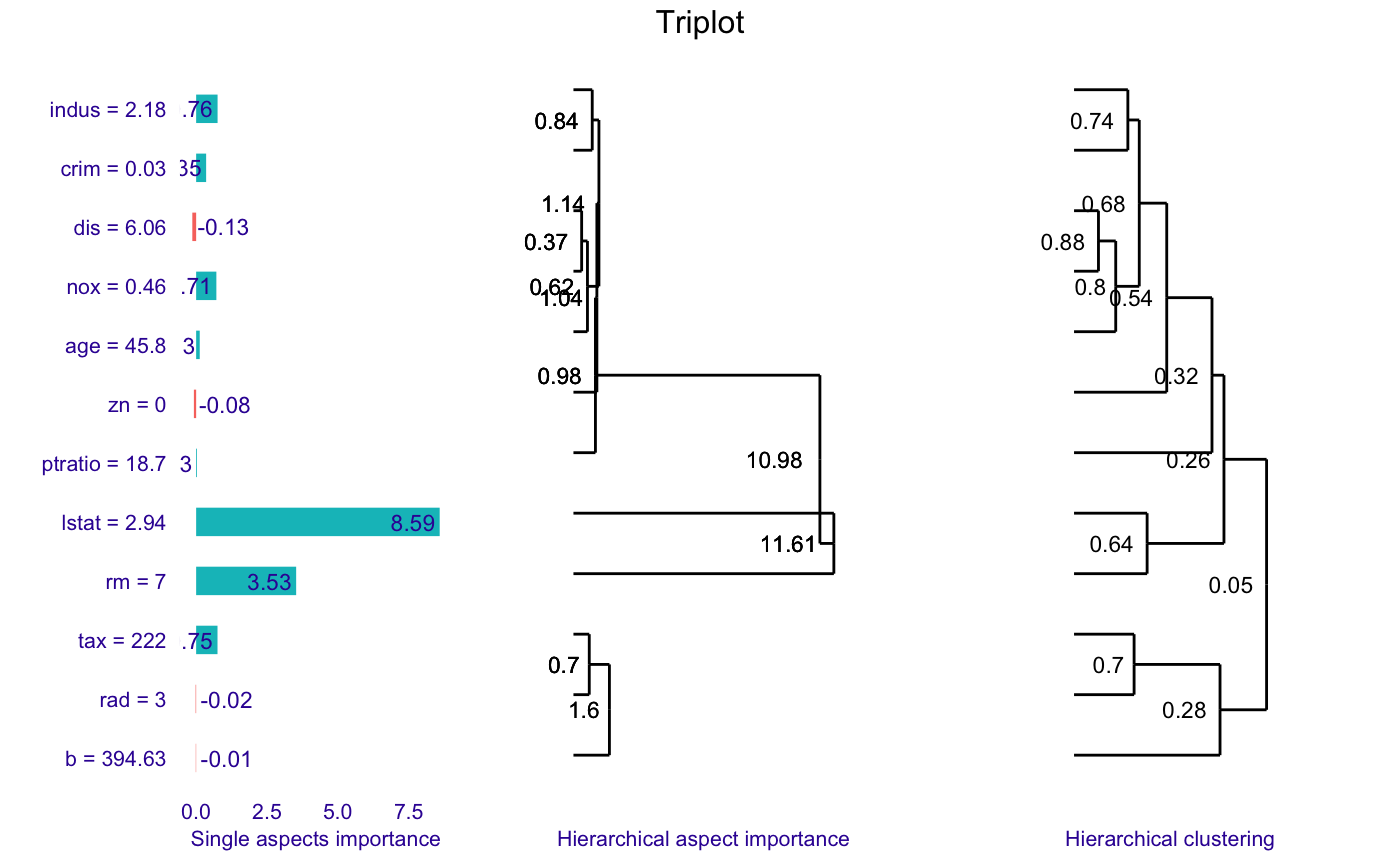 Triplot
indus = 2.18 .76 0.84 0.74
crim = 0.03 35
1.14 0.68
dis = 6.06 -0.13 0.37 0.88
nox = 0.46 .71 0.62 0.8
1.04 0.54
age = 45.8 3
0.98 0.32
zn = 0 -0.08
ptratio = 18.7 3 10.98 0.26
lstat = 2.94 8.59 11.61 0.64
rm = 7 3.53 0.05
tax = 222 .75 0.7 0.7
rad = 3 -0.02 1.6 0.28
b = 394.63 -0.01
0.0 2.5 5.0 7.5
Single aspects importance Hierarchical aspect importance Hierarchical clustering